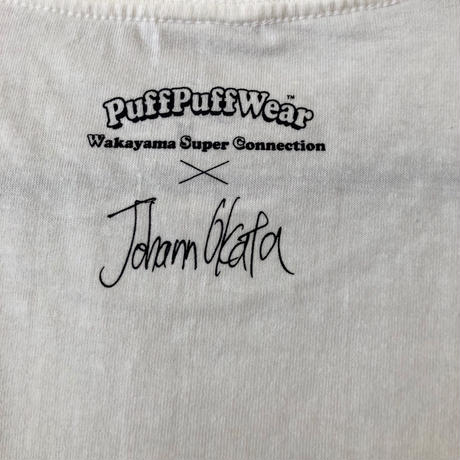 PuffPuffWear™
Wakayama Super Connection
×
Johann Okata